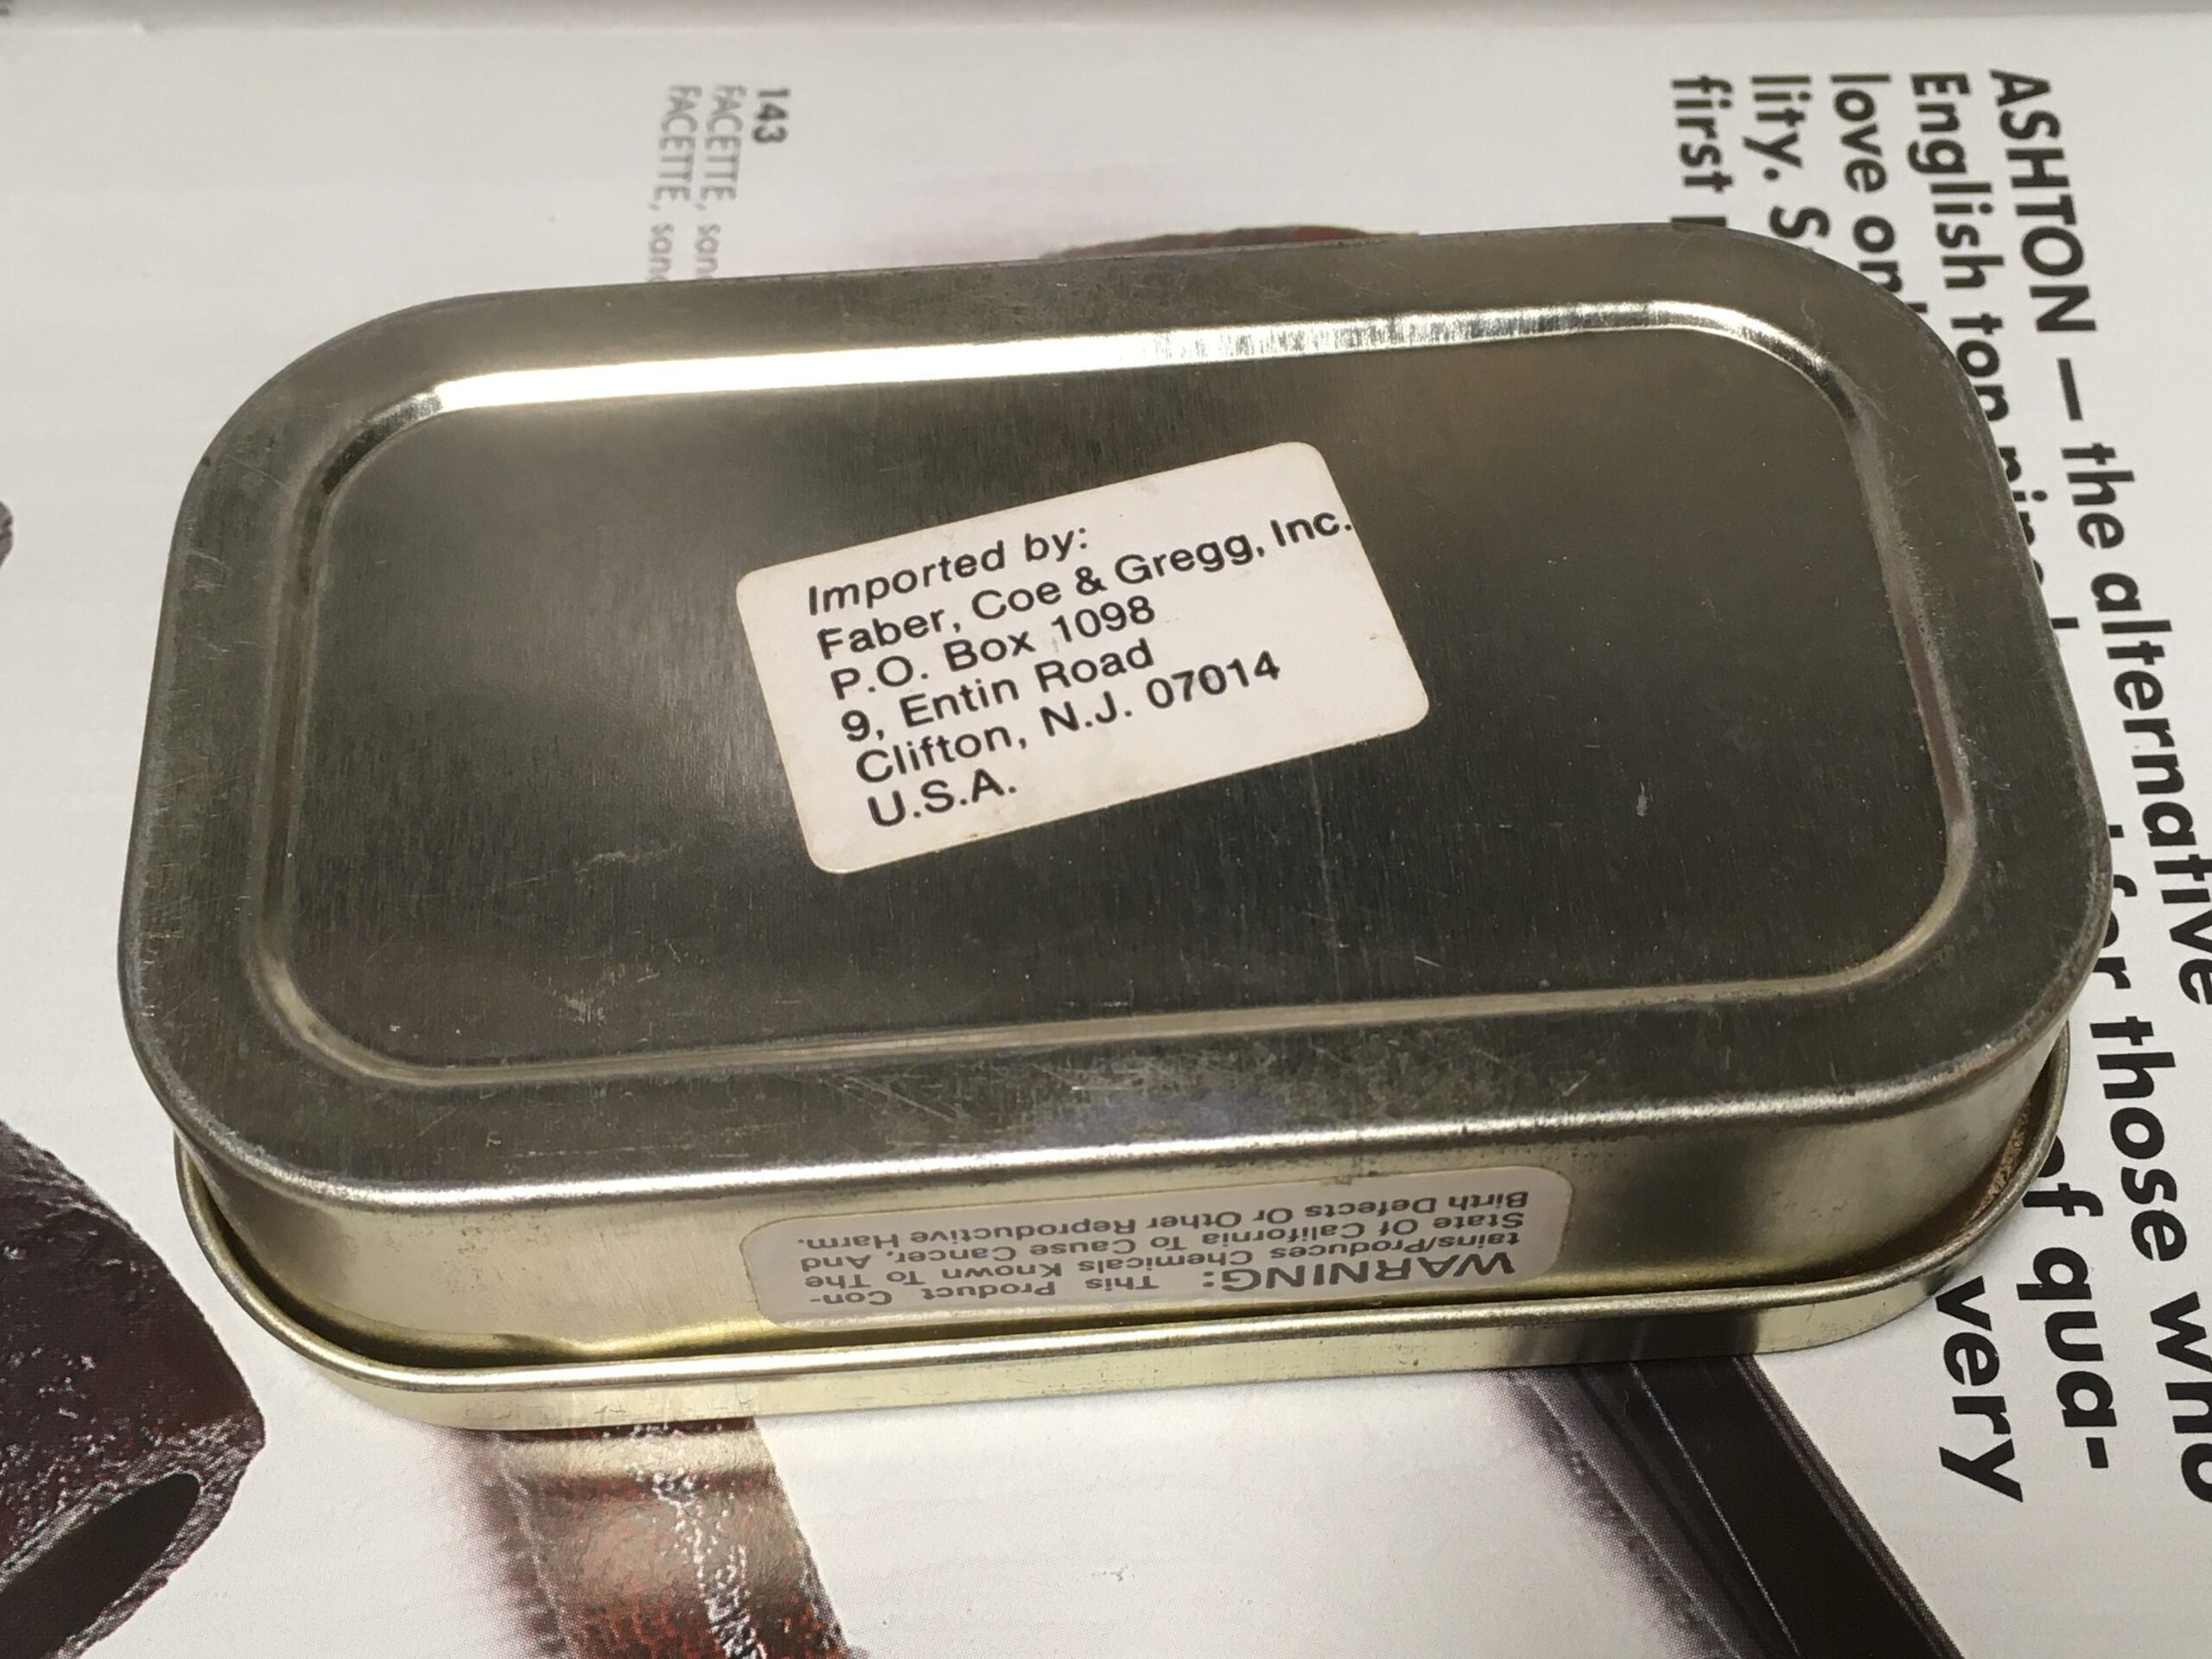 Imported by:
Faber, Coe & Gregg, Inc.
P.O. Box 1098
9, Entin Road
Clifton, N.J. 07014
U.S.A.
WARNING: This Product Con-
tains/Produces Chemicals Known To The
State Of California To Cause Cancer, And
Birth Defects Or Other Reproductive Harm.
ASHTON — the alternative
English top for those who
love only of qua-
lity. very
first
143
FACETTE,
FACETTE,